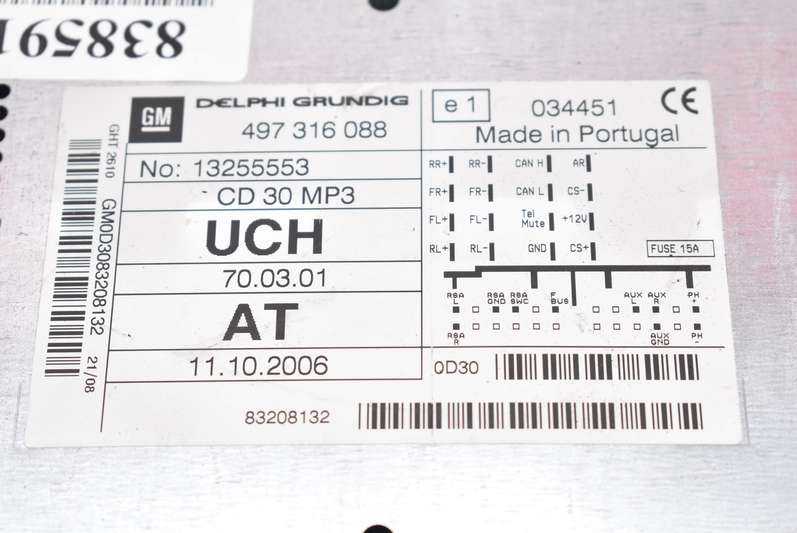 838591
GM
DELPHI GRUNDIG
497 316 088
No: 13255553
CD 30 MP3
UCH
70.03.01
AT
11.10.2006
83208132
GHT 2610
GM0D3083208132
21/08
e 1
034451
CE
Made in Portugal
RR+ RR- CAN H AR
FR+ FR- CAN L CS-
FL+ FL- Tel Mute +12V
RL+ RL- GND CS+
FUSE 15A
RSA L
RSA GND
RSA SWC
F BUS
AUX L
AUX R
PH +
RSA R
AUX GND
PH -
0D30